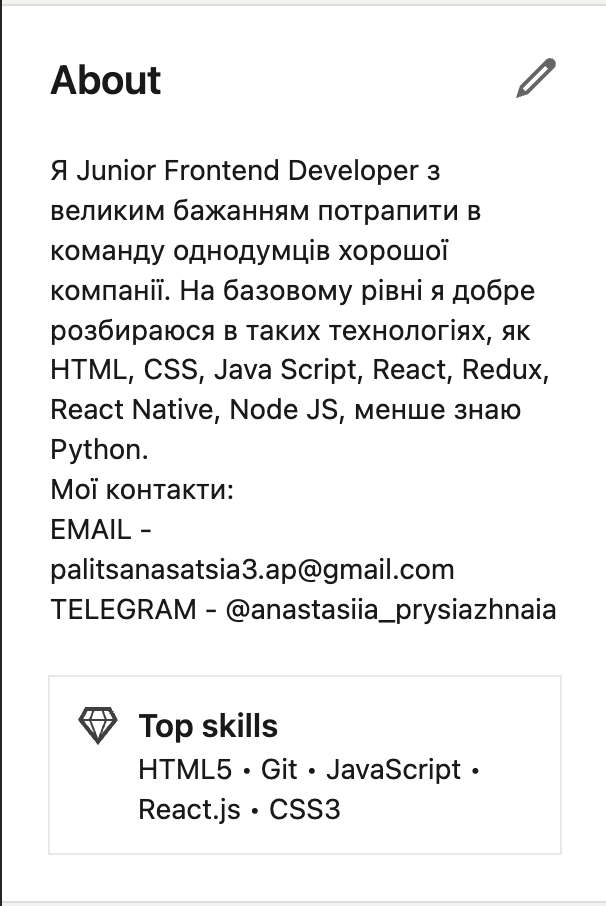 About
Я Junior Frontend Developer з
великим бажанням потрапити в
команду однодумців хорошої
компанії. На базовому рівні я добре
розбираюся в таких технологіях, як
HTML, CSS, Java Script, React, Redux,
React Native, Node JS, менше знаю
Python.
Мої контакти:
EMAIL -
palitsanasatsia3.ap@gmail.com
TELEGRAM - @anastasiia_prysiazhnaia
Top skills
HTML5 • Git • JavaScript •
React.js • CSS3